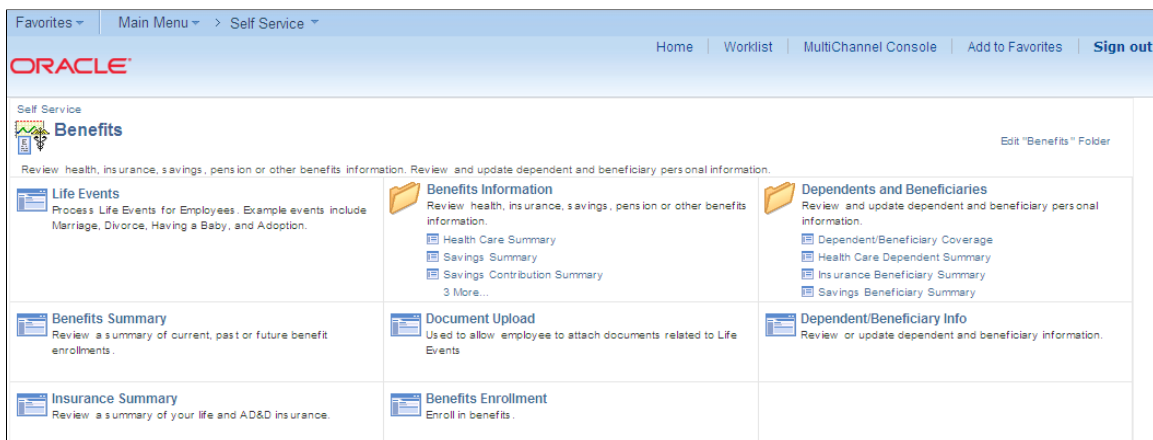 Favorites Main Menu > Self Service
Home Worklist MultiChannel Console Add to Favorites Sign out
ORACLE
Self Service
Benefits
Edit "Benefits" Folder
Review health, insurance, savings, pension or other benefits information. Review and update dependent and beneficiary personal information.
Life Events
Process Life Events for Employees. Example events include
Marriage, Divorce, Having a Baby, and Adoption.
Benefits Information
Review health, insurance, savings, pension or other benefits
information.
Health Care Summary
Savings Summary
Savings Contribution Summary
3 More...
Dependents and Beneficiaries
Review and update dependent and beneficiary personal
information.
Dependent/Beneficiary Coverage
Health Care Dependent Summary
Insurance Beneficiary Summary
Savings Beneficiary Summary
Benefits Summary
Review a summary of current, past or future benefit
enrollments.
Document Upload
Used to allow employee to attach documents related to Life
Events
Dependent/Beneficiary Info
Review or update dependent and beneficiary information.
Insurance Summary
Review a summary of your life and AD&D insurance.
Benefits Enrollment
Enroll in benefits.